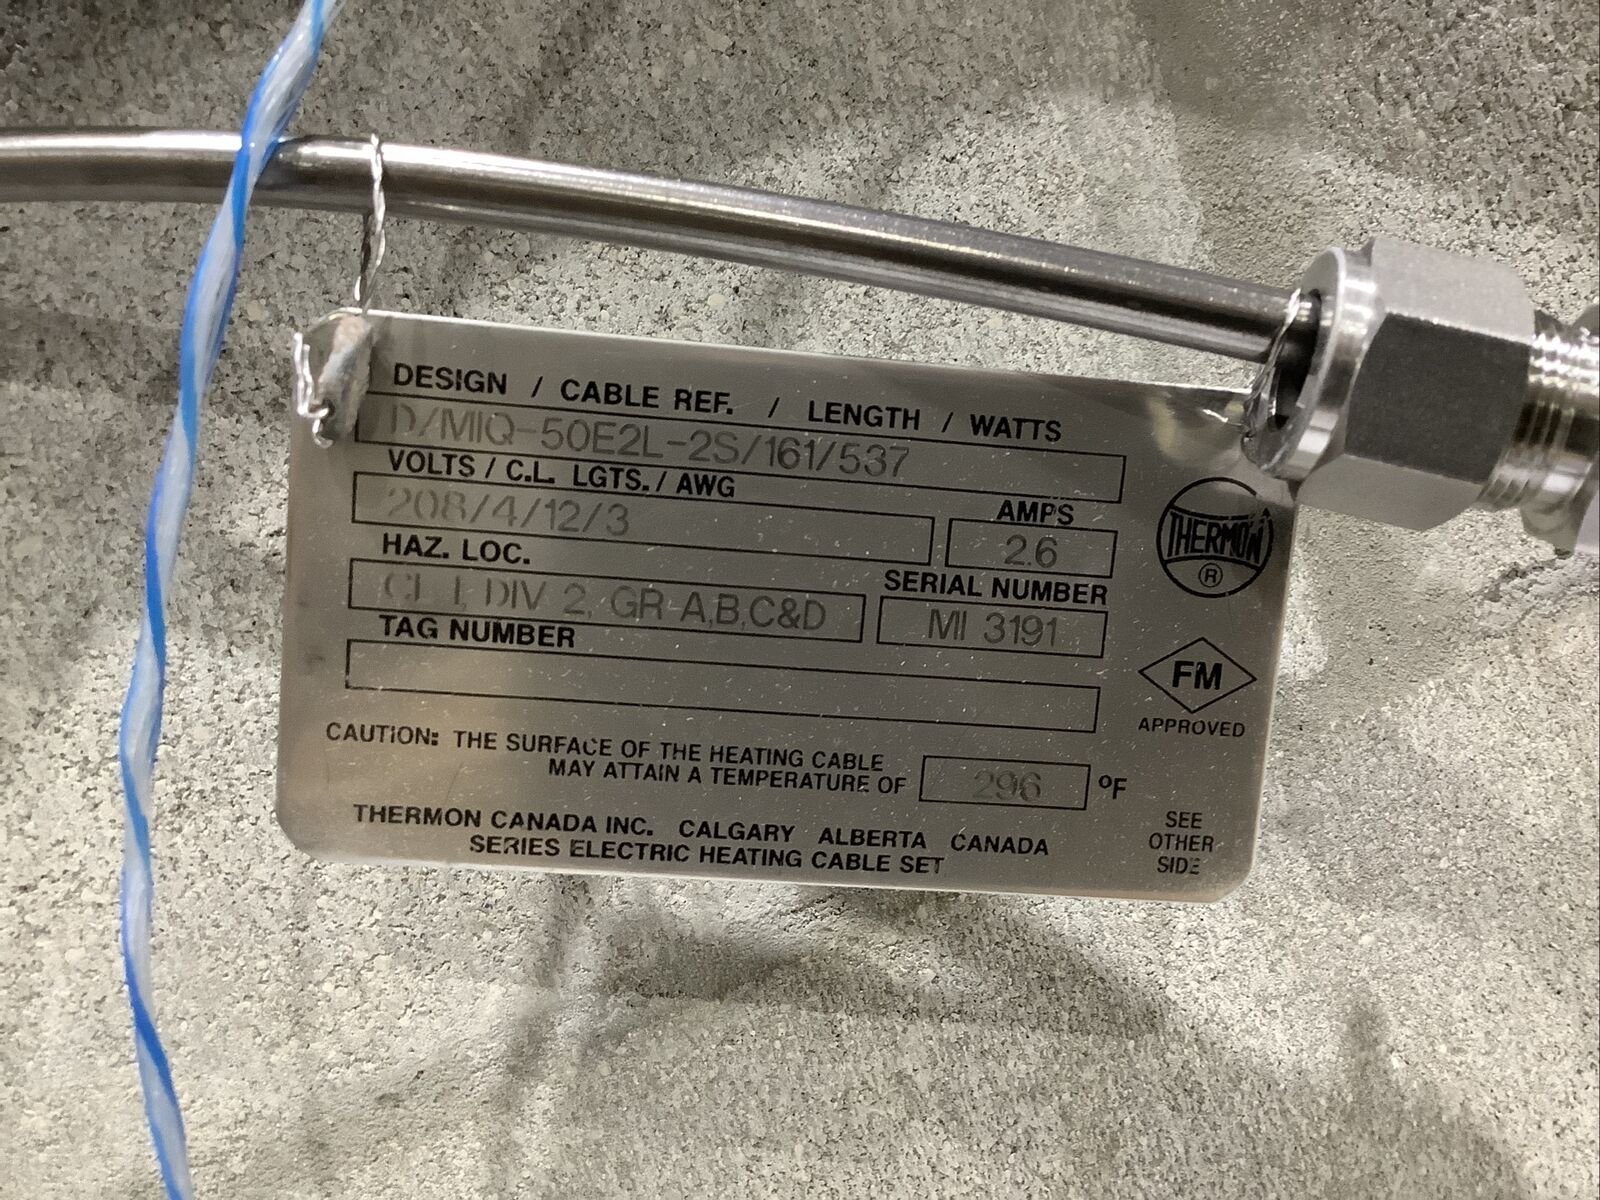 DESIGN / CABLE REF. / LENGTH / WATTS
D/MIQ-50E2L-2S/161/537
VOLTS / C.L. LGTS. / AWG
208/4/12/3
AMPS
2.6
HAZ. LOC.
CL I, DIV 2, GR A,B,C&D
SERIAL NUMBER
MI 3191
TAG NUMBER
THERMON
®
FM
APPROVED
CAUTION: THE SURFACE OF THE HEATING CABLE
MAY ATTAIN A TEMPERATURE OF 296 °F
THERMON CANADA INC. CALGARY ALBERTA CANADA
SERIES ELECTRIC HEATING CABLE SET
SEE
OTHER
SIDE